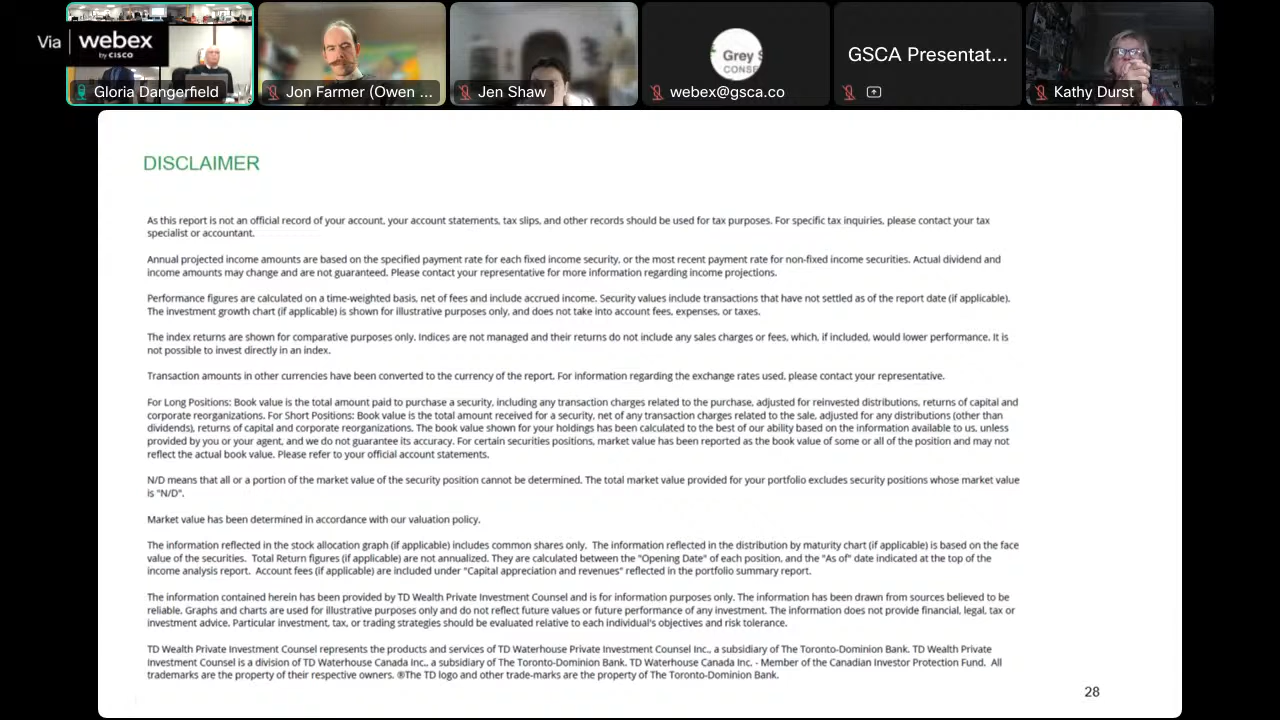 Via
webex
by CISCO
Gloria Dangerfield
Jon Farmer (Owen ...
Jen Shaw
Grey S
CONSE
webex@gsca.co
GSCA Presentat...
Kathy Durst
DISCLAIMER
As this report is not an official record of your account, your account statements, tax slips, and other records should be used for tax purposes. For specific tax inquiries, please contact your tax
specialist or accountant.
Annual projected income amounts are based on the specified payment rate for each fixed income security, or the most recent payment rate for non-fixed income securities. Actual dividend and
income amounts may change and are not guaranteed. Please contact your representative for more information regarding income projections.
Performance figures are calculated on a time-weighted basis, net of fees and include accrued income. Security values include transactions that have not settled as of the report date (if applicable).
The investment growth chart (if applicable) is shown for illustrative purposes only, and does not take into account fees, expenses, or taxes.
The index returns are shown for comparative purposes only. Indices are not managed and their returns do not include any sales charges or fees, which, if included, would lower performance. It is
not possible to invest directly in an index.
Transaction amounts in other currencies have been converted to the currency of the report. For information regarding the exchange rates used, please contact your representative.
For Long Positions: Book value is the total amount paid to purchase a security, including any transaction charges related to the purchase, adjusted for reinvested distributions, returns of capital and
corporate reorganizations. For Short Positions: Book value is the total amount received for a security, net of any transaction charges related to the sale, adjusted for any distributions (other than
dividends), returns of capital and corporate reorganizations. The book value shown for your holdings has been calculated to the best of our ability based on the information available to us, unless
provided by you or your agent, and we do not guarantee its accuracy. For certain securities positions, market value has been reported as the book value of some or all of the position and may not
reflect the actual book value. Please refer to your official account statements.
N/D means that all or a portion of the market value of the security position cannot be determined. The total market value provided for your portfolio excludes security positions whose market value
is "N/D".
Market value has been determined in accordance with our valuation policy.
The information reflected in the stock allocation graph (if applicable) includes common shares only. The information reflected in the distribution by maturity chart (if applicable) is based on the face
value of the securities. Total Return figures (if applicable) are not annualized. They are calculated between the "Opening Date" of each position, and the "As of" date indicated at the top of the
income analysis report. Account fees (if applicable) are included under "Capital appreciation and revenues" reflected in the portfolio summary report.
The information contained herein has been provided by TD Wealth Private Investment Counsel and is for information purposes only. The information has been drawn from sources believed to be
reliable. Graphs and charts are used for illustrative purposes only and do not reflect future values or future performance of any investment. The information does not provide financial, legal, tax or
investment advice. Particular investment, tax, or trading strategies should be evaluated relative to each individual's objectives and risk tolerance.
TD Wealth Private Investment Counsel represents the products and services of TD Waterhouse Private Investment Counsel Inc., a subsidiary of The Toronto-Dominion Bank. TD Wealth Private
Investment Counsel is a division of TD Waterhouse Canada Inc., a subsidiary of The Toronto-Dominion Bank. TD Waterhouse Canada Inc. - Member of the Canadian Investor Protection Fund. All
trademarks are the property of their respective owners. ®The TD logo and other trade-marks are the property of The Toronto-Dominion Bank.
28